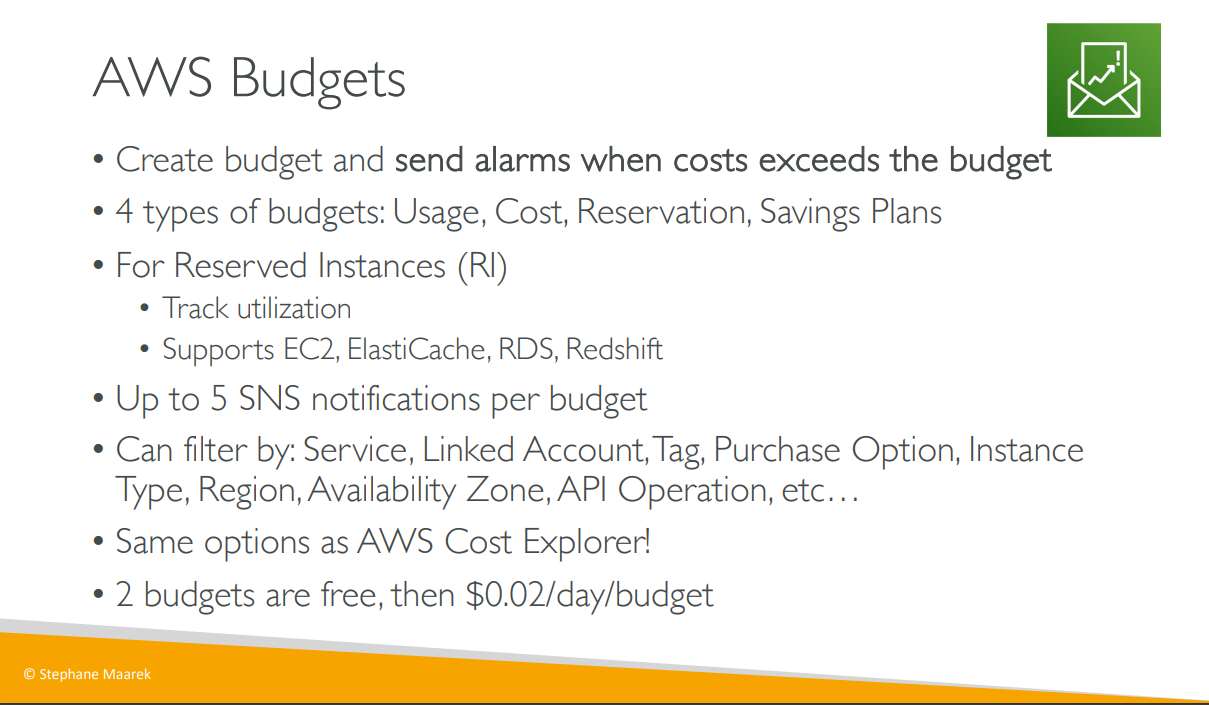 AWS Budgets
• Create budget and send alarms when costs exceeds the budget
• 4 types of budgets: Usage, Cost, Reservation, Savings Plans
• For Reserved Instances (RI)
• Track utilization
• Supports EC2, ElastiCache, RDS, Redshift
• Up to 5 SNS notifications per budget
• Can filter by: Service, Linked Account, Tag, Purchase Option, Instance
Type, Region, Availability Zone, API Operation, etc…
• Same options as AWS Cost Explorer!
• 2 budgets are free, then $0.02/day/budget
© Stephane Maarek